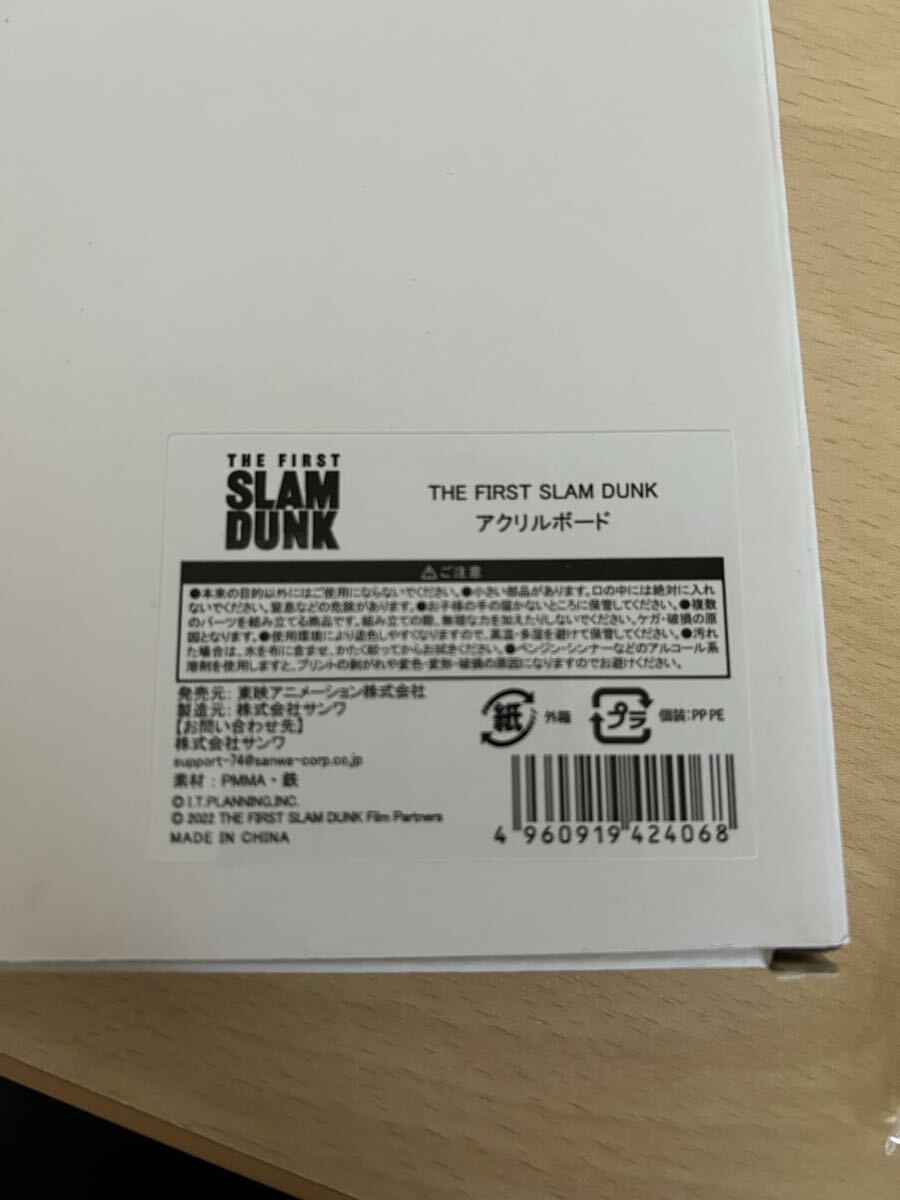 THE FIRST
SLAM
DUNK
THE FIRST SLAM DUNK
アクリルボード
⚠ご注意
●本来の目的以外にはご使用にならないでください。●小さい部品があります。口の中には絶対に入れ
ないでください。窒息などの危険があります。●お子様の手の届かないところに保管してください。●複数
のパーツを組み立てる商品です。組み立ての際、無理な力を加えたりしないでください。ケガ・破損の原
因となります。●使用環境により退色しやすくなりますので、高温・多湿を避けて保管してください。●汚れ
た場合は、水を布に含ませ、かたく絞ってからお拭きください。●ベンジン・シンナーなどのアルコール系
溶剤を使用しますと、プリントの剥がれや変色・変形・破損の原因になりますのでお避けください。
発売元: 東映アニメーション株式会社
製造元: 株式会社サンワ
【お問い合わせ先】
株式会社サンワ
support-74@sanwa-corp.co.jp
素材: PMMA・鉄
© I.T.PLANNING,INC.
© 2022 THE FIRST SLAM DUNK Film Partners
MADE IN CHINA
紙 外箱
プラ 個装:PP PE
4 960919 424068